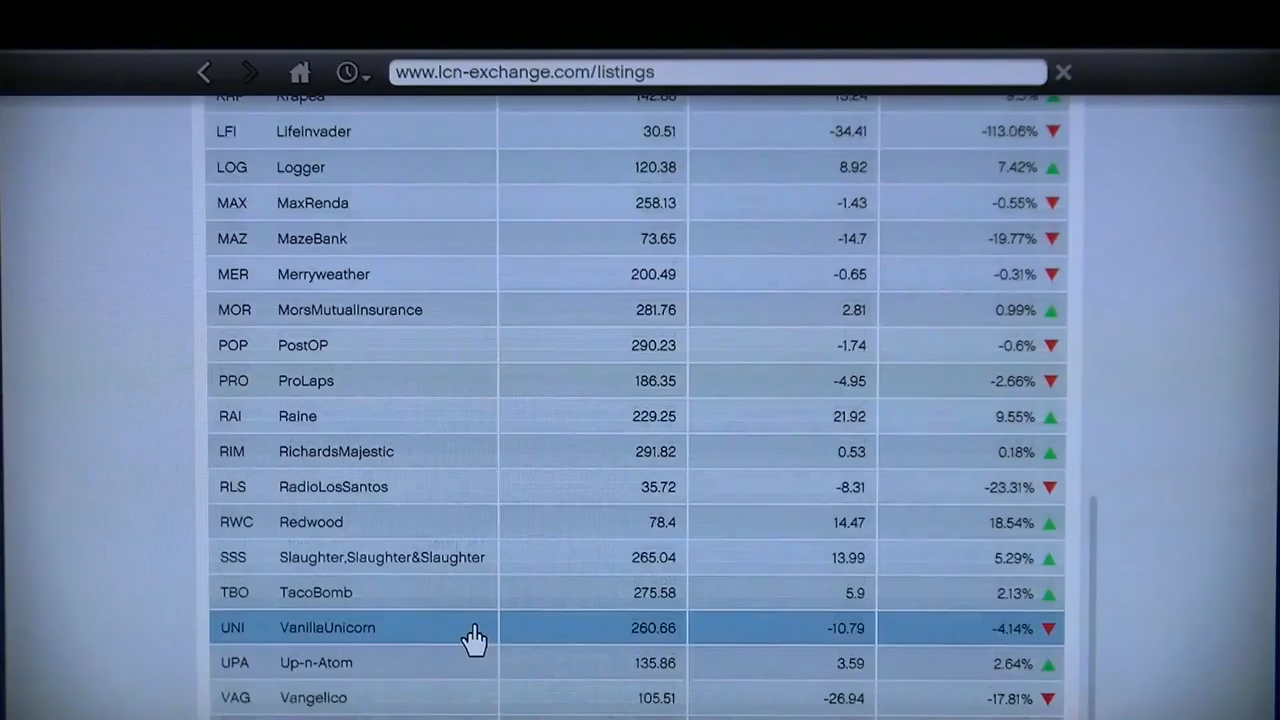 www.lcn-exchange.com/listings
Krapea 142.88 13.24 9.3%
LFI LifeInvader 30.51 -34.41 -113.06%
LOG Logger 120.38 8.92 7.42%
MAX MaxRenda 258.13 -1.43 -0.55%
MAZ MazeBank 73.65 -14.7 -19.77%
MER Merryweather 200.49 -0.65 -0.31%
MOR MorsMutualInsurance 281.76 2.81 0.99%
POP PostOP 290.23 -1.74 -0.6%
PRO ProLaps 186.35 -4.95 -2.66%
RAI Raine 229.25 21.92 9.55%
RIM RichardsMajestic 291.82 0.53 0.18%
RLS RadioLosSantos 35.72 -8.31 -23.31%
RWC Redwood 78.4 14.47 18.54%
SSS Slaughter,Slaughter&Slaughter 265.04 13.99 5.29%
TBO TacoBomb 275.58 5.9 2.13%
UNI VanillaUnicorn 260.66 -10.79 -4.14%
UPA Up-n-Atom 135.86 3.59 2.64%
VAG Vangelico 105.51 -26.94 -17.81%